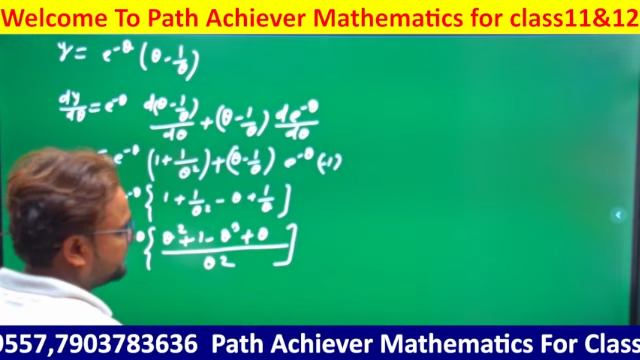 Welcome To Path Achiever Mathematics for class11&12
y = e^-θ (θ - 1/θ)
dy/dθ = e^-θ d(θ - 1/θ)/dθ + (θ - 1/θ) de^-θ/dθ
= e^-θ (1 + 1/θ²) + (θ - 1/θ) e^-θ (-1)
-θ { 1 + 1/θ² - θ + 1/θ ]
θ { θ² + 1 - θ³ + θ / θ² ]
9557,7903783636 Path Achiever Mathematics For Class